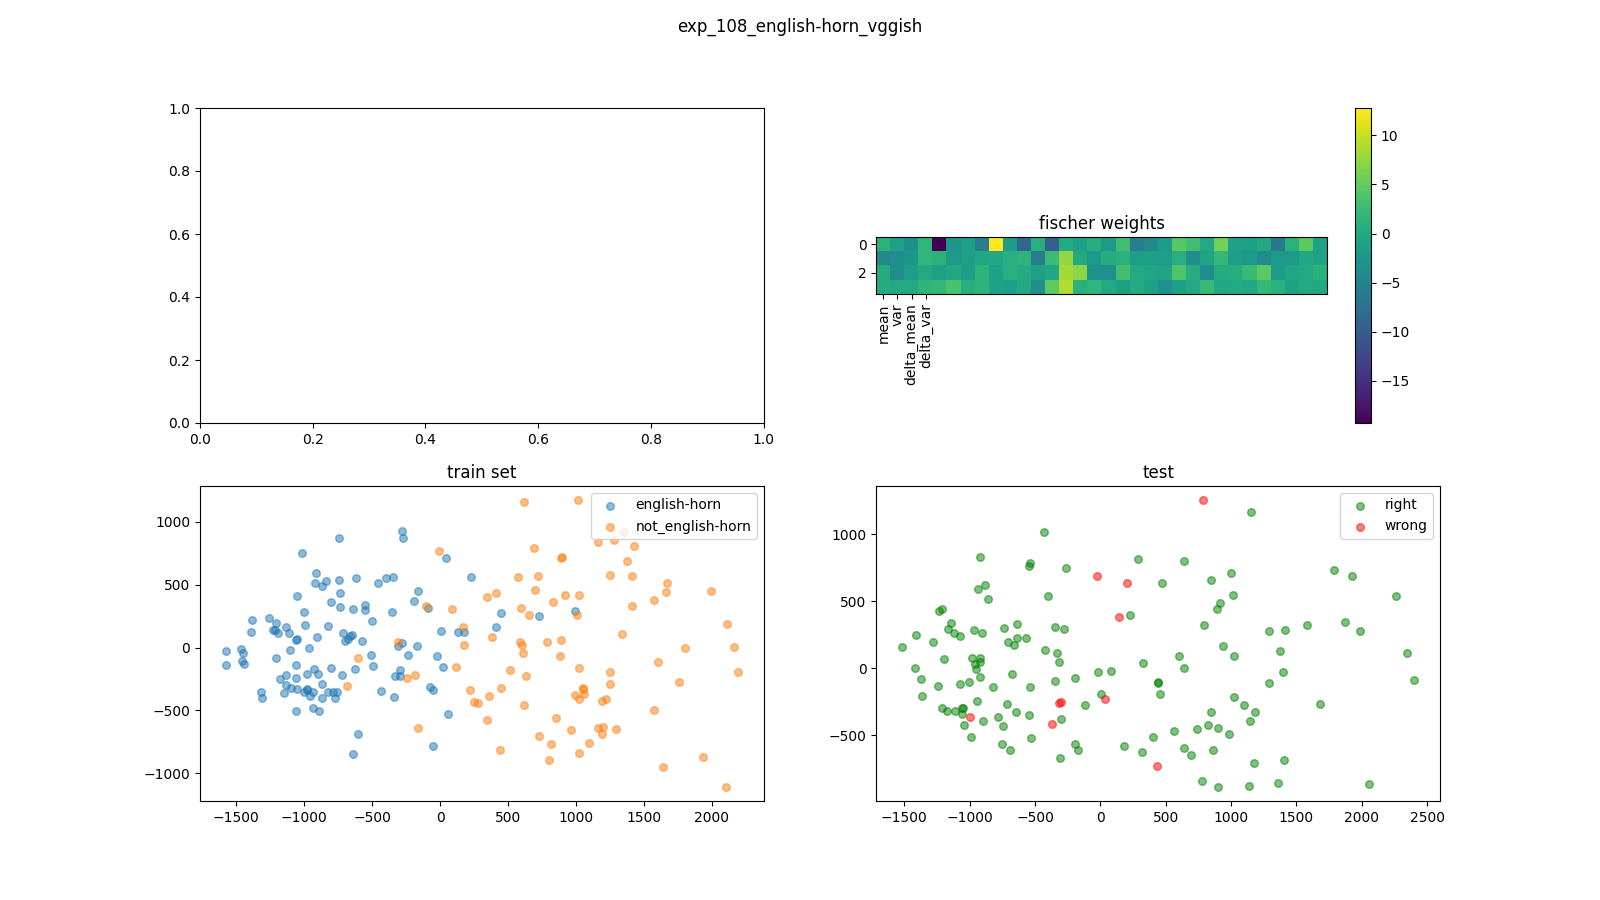 exp_108_english-horn_vggish
1.0
0.8
0.6
0.4
0.2
0.0
0.0 0.2 0.4 0.6 0.8 1.0
fischer weights
0
2
mean
var
delta_mean
delta_var
10
5
0
−5
−10
−15
train set
english-horn
not_english-horn
1000
500
0
−500
−1000
−1500 −1000 −500 0 500 1000 1500 2000
test
right
wrong
1000
500
0
−500
−1500 −1000 −500 0 500 1000 1500 2000 2500